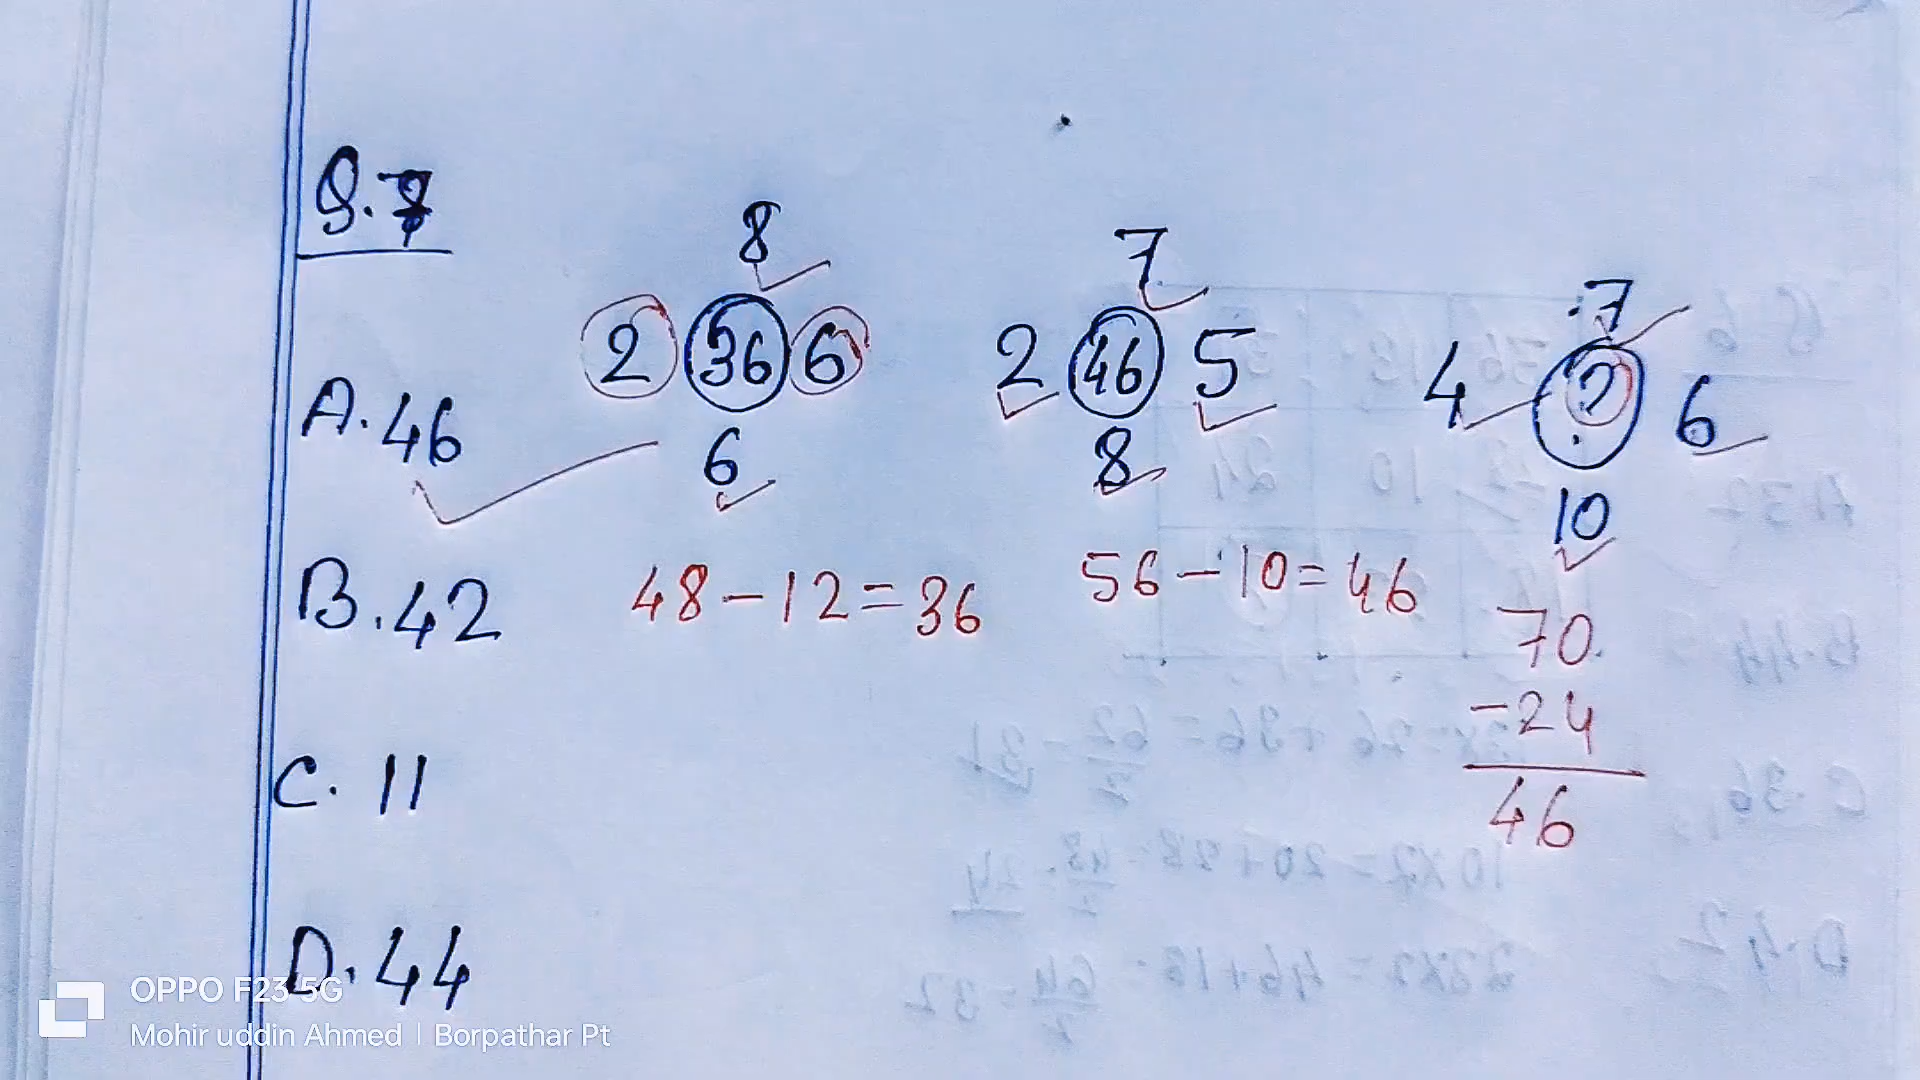 Q.7
8
2 36 6
6
7
2 46 5
8
7
4 ? 6
10
A. 46
B. 42
C. 11
D. 44
48 - 12 = 36
56 - 10 = 46
70
- 24
46
OPPO F23 5G
Mohir uddin Ahmed | Borpathar Pt